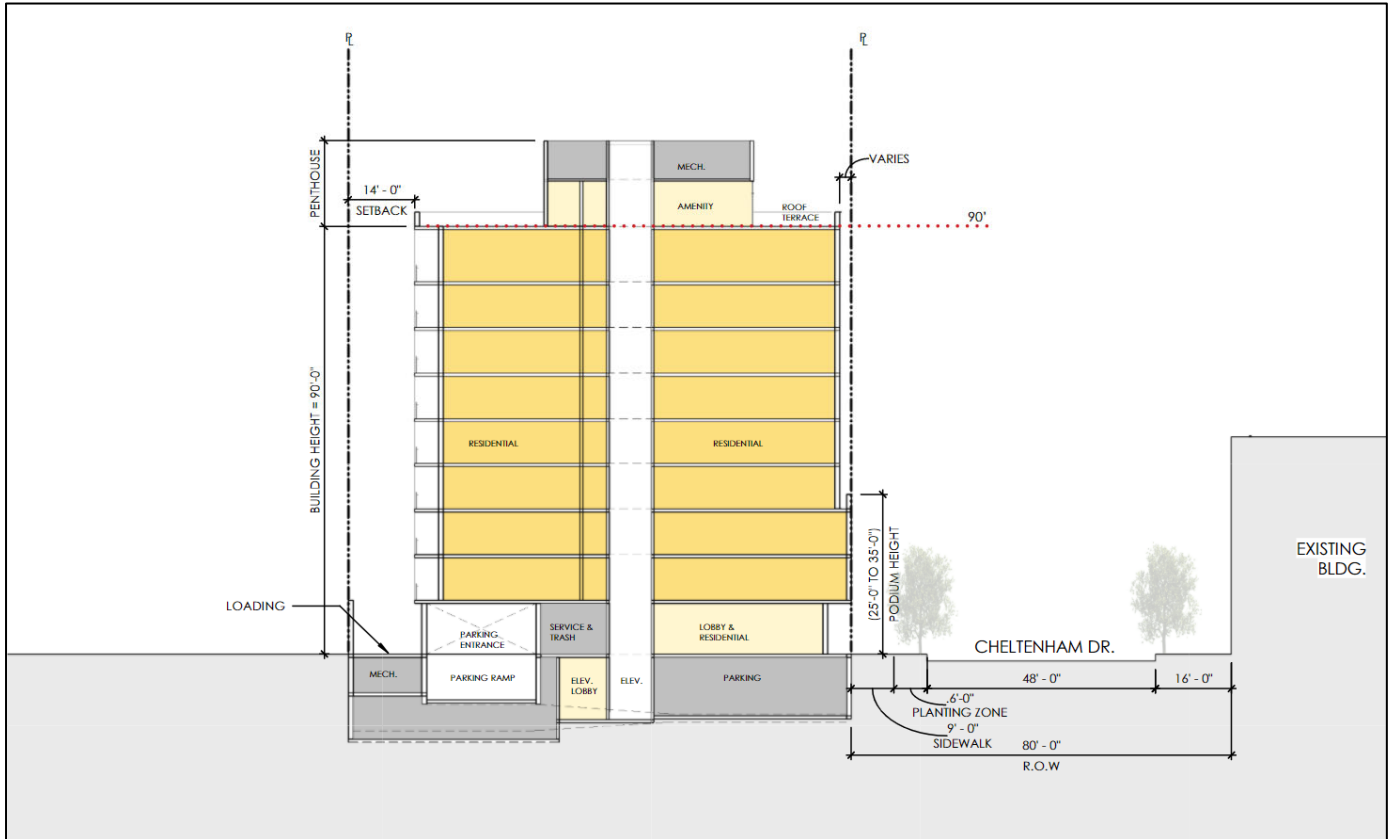 PL
PL
PENTHOUSE
14' - 0"
SETBACK
MECH.
VARIES
AMENITY
ROOF
TERRACE
90'
BUILDING HEIGHT = 90'-0"
RESIDENTIAL
RESIDENTIAL
(25'-0" TO 35'-0")
PODIUM HEIGHT
EXISTING
BLDG.
LOADING
PARKING
ENTRANCE
SERVICE &
TRASH
LOBBY &
RESIDENTIAL
CHELTENHAM DR.
MECH.
PARKING RAMP
ELEV.
LOBBY
ELEV.
PARKING
48' - 0"
16' - 0"
6'-0"
PLANTING ZONE
9' - 0"
SIDEWALK
80' - 0"
R.O.W